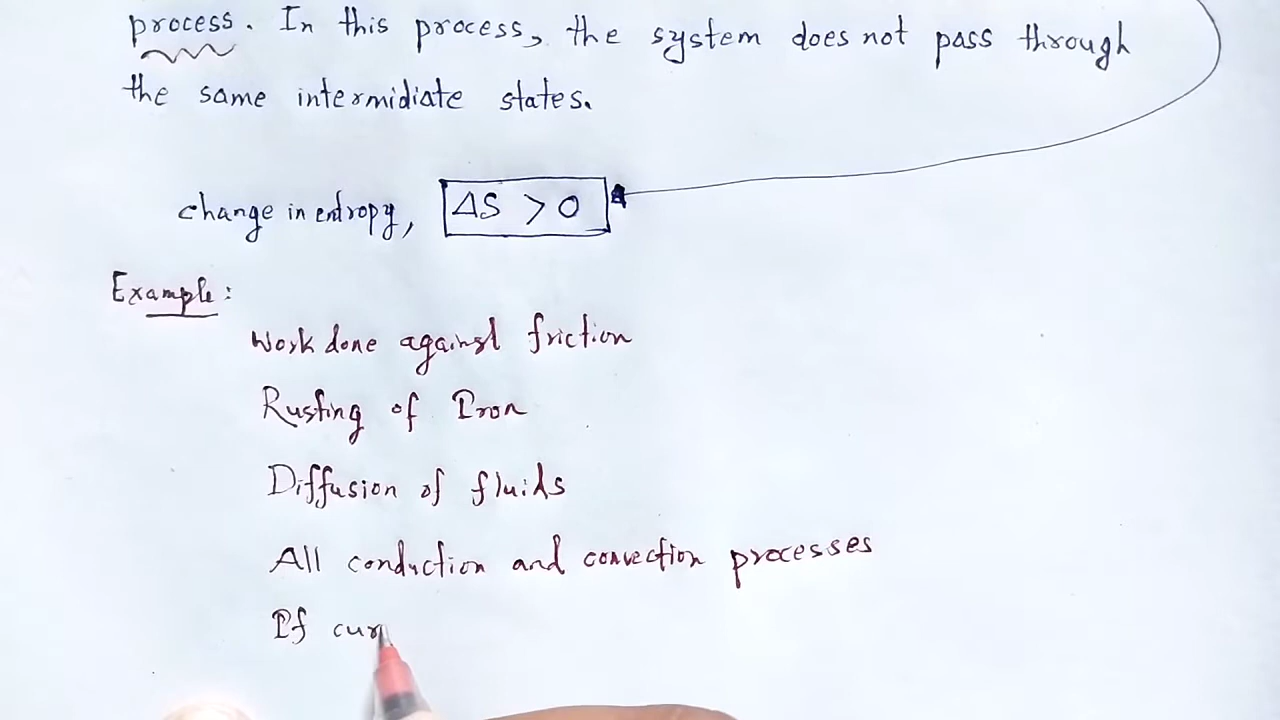 process. In this process, the system does not pass through
the same intermidiate states.
change in entropy, ΔS > 0
Example:
Work done against friction
Rusting of Iron
Diffusion of fluids
All conduction and convection processes
If cur